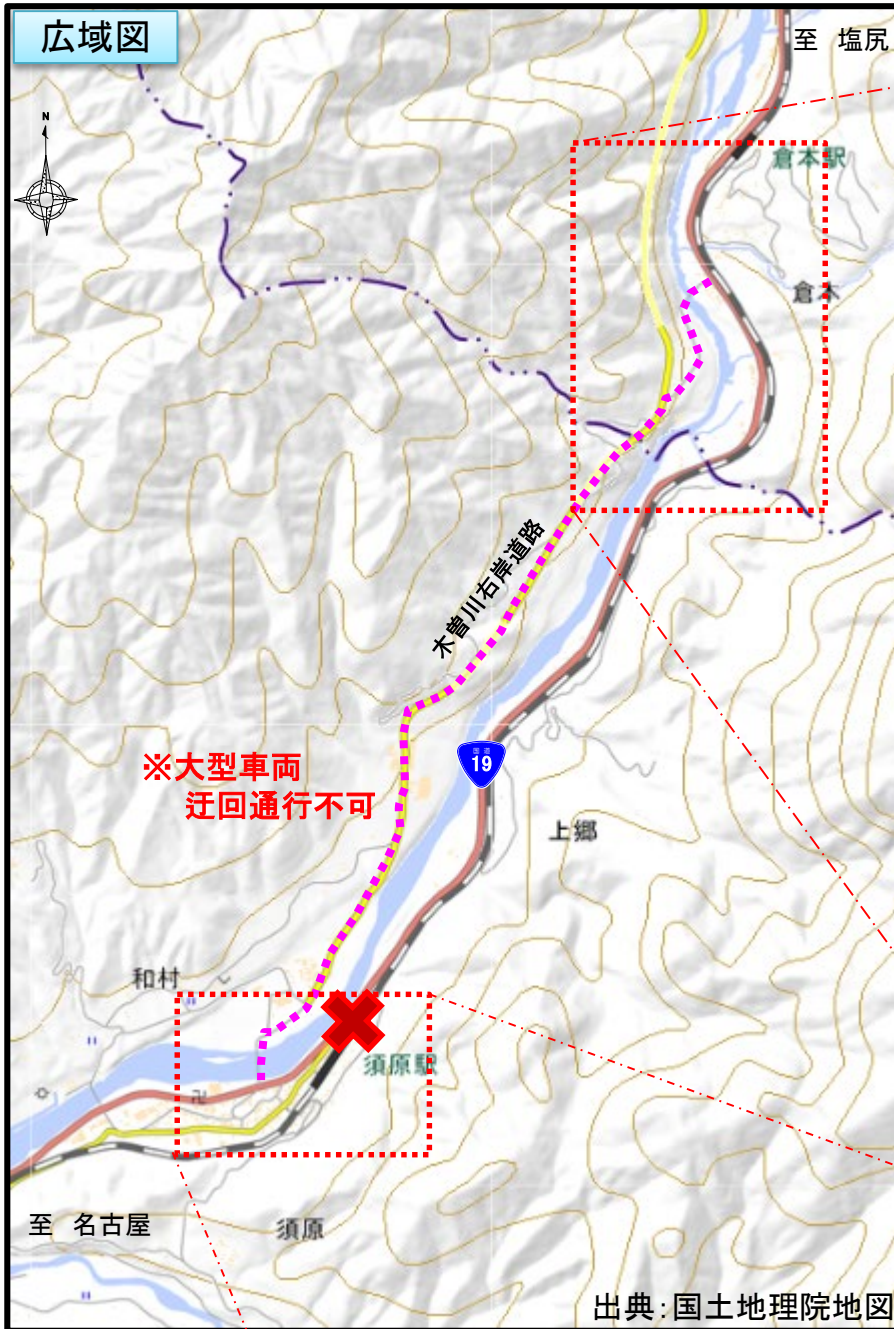 広域図
至 塩尻
N
倉本駅
倉本
木曽川右岸道路
国道
19
※大型車両
迂回通行不可
上郷
和村
須原駅
至 名古屋
須原
出典:国土地理院地図